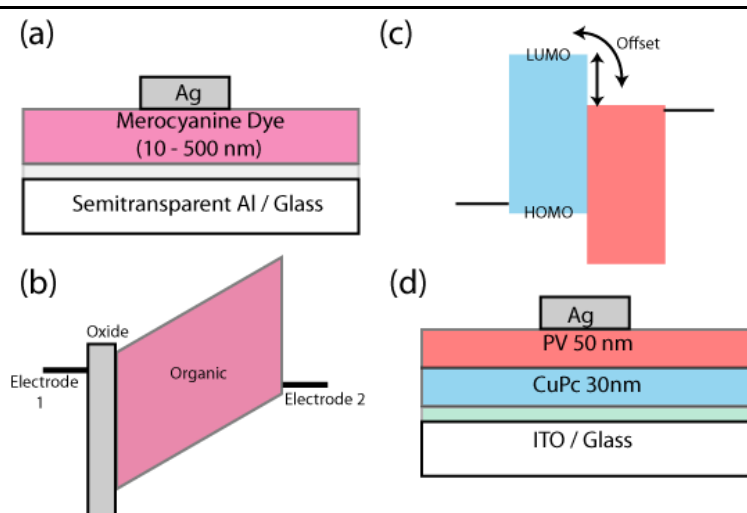 (a)
Ag
Merocyanine Dye
(10 - 500 nm)
Semitransparent Al / Glass
(b)
Oxide
Electrode
1
Organic
Electrode 2
(c)
LUMO
Offset
HOMO
(d)
Ag
PV 50 nm
CuPc 30nm
ITO / Glass